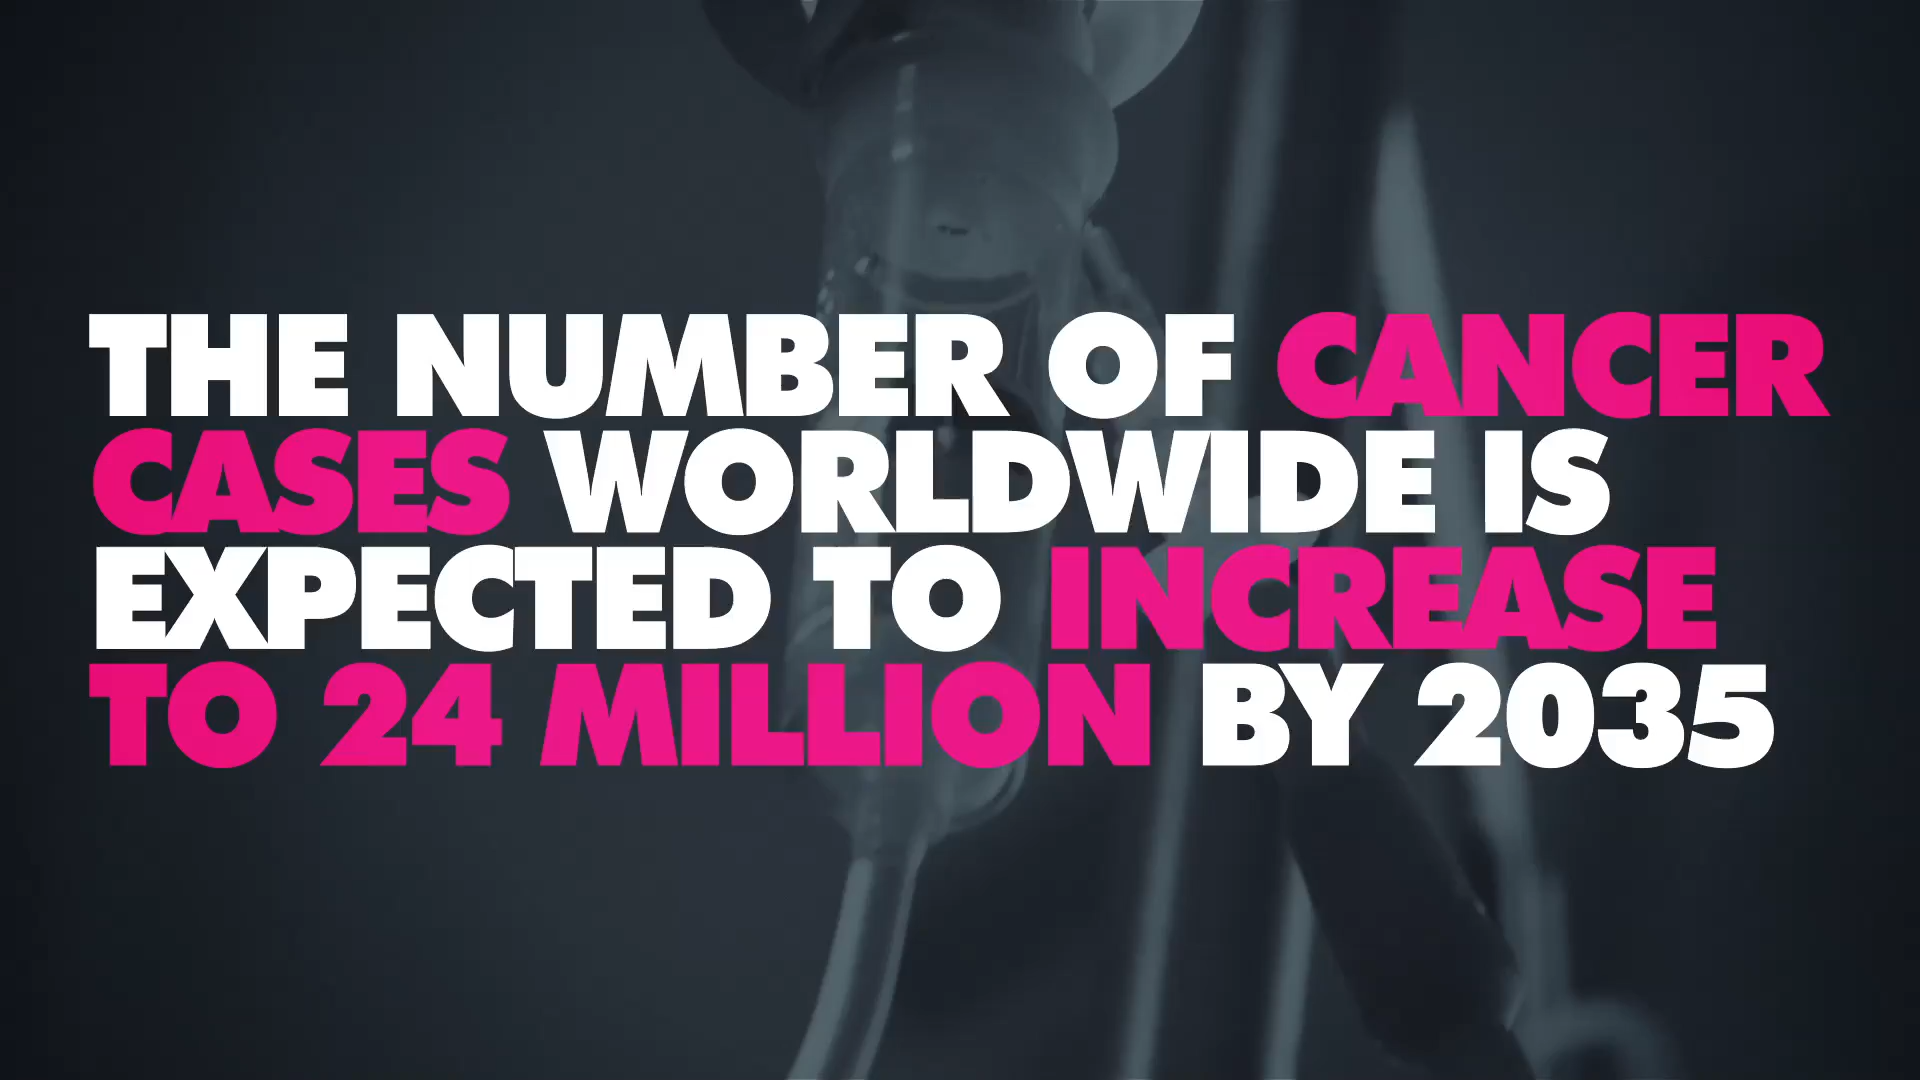 THE NUMBER OF CANCER
CASES WORLDWIDE IS
EXPECTED TO INCREASE
TO 24 MILLION BY 2035